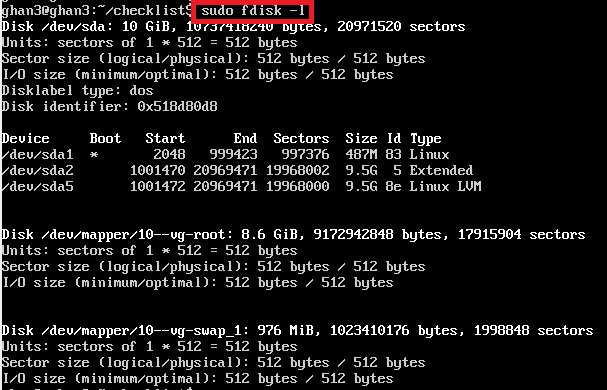 ghan3@ghan3:~/checklist$ sudo fdisk -l
Disk /dev/sda: 10 GiB, 10737418240 bytes, 20971520 sectors
Units: sectors of 1 * 512 = 512 bytes
Sector size (logical/physical): 512 bytes / 512 bytes
I/O size (minimum/optimal): 512 bytes / 512 bytes
Disklabel type: dos
Disk identifier: 0x518d80d8
Device Boot Start End Sectors Size Id Type
/dev/sda1 * 2048 999423 997376 487M 83 Linux
/dev/sda2 1001470 20969471 19968002 9.5G 5 Extended
/dev/sda5 1001472 20969471 19968000 9.5G 8e Linux LVM
Disk /dev/mapper/10--vg-root: 8.6 GiB, 9172942848 bytes, 17915904 sectors
Units: sectors of 1 * 512 = 512 bytes
Sector size (logical/physical): 512 bytes / 512 bytes
I/O size (minimum/optimal): 512 bytes / 512 bytes
Disk /dev/mapper/10--vg-swap_1: 976 MiB, 1023410176 bytes, 1998848 sectors
Units: sectors of 1 * 512 = 512 bytes
Sector size (logical/physical): 512 bytes / 512 bytes
I/O size (minimum/optimal): 512 bytes / 512 bytes